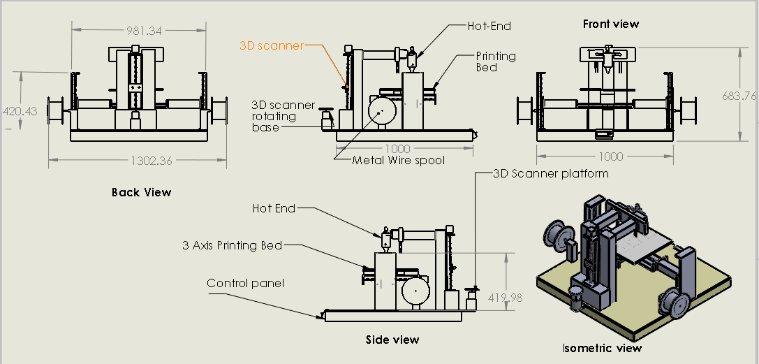 981.34
Hot-End
Front view
3D scanner
Printing
Bed
420.43
3D scanner
rotating
base
683.76
1000
1000
Metal Wire spool
1302.36
3D Scanner platform
Back View
Hot End
3 Axis Printing Bed
Control panel
419.98
Side view
Isometric view